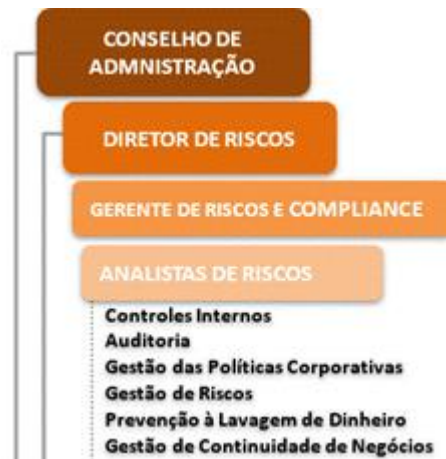 CONSELHO DE
ADMNISTRAÇÃO
DIRETOR DE RISCOS
GERENTE DE RISCOS E COMPLIANCE
ANALISTAS DE RISCOS
Controles Internos
Auditoria
Gestão das Políticas Corporativas
Gestão de Riscos
Prevenção à Lavagem de Dinheiro
Gestão de Continuidade de Negócios